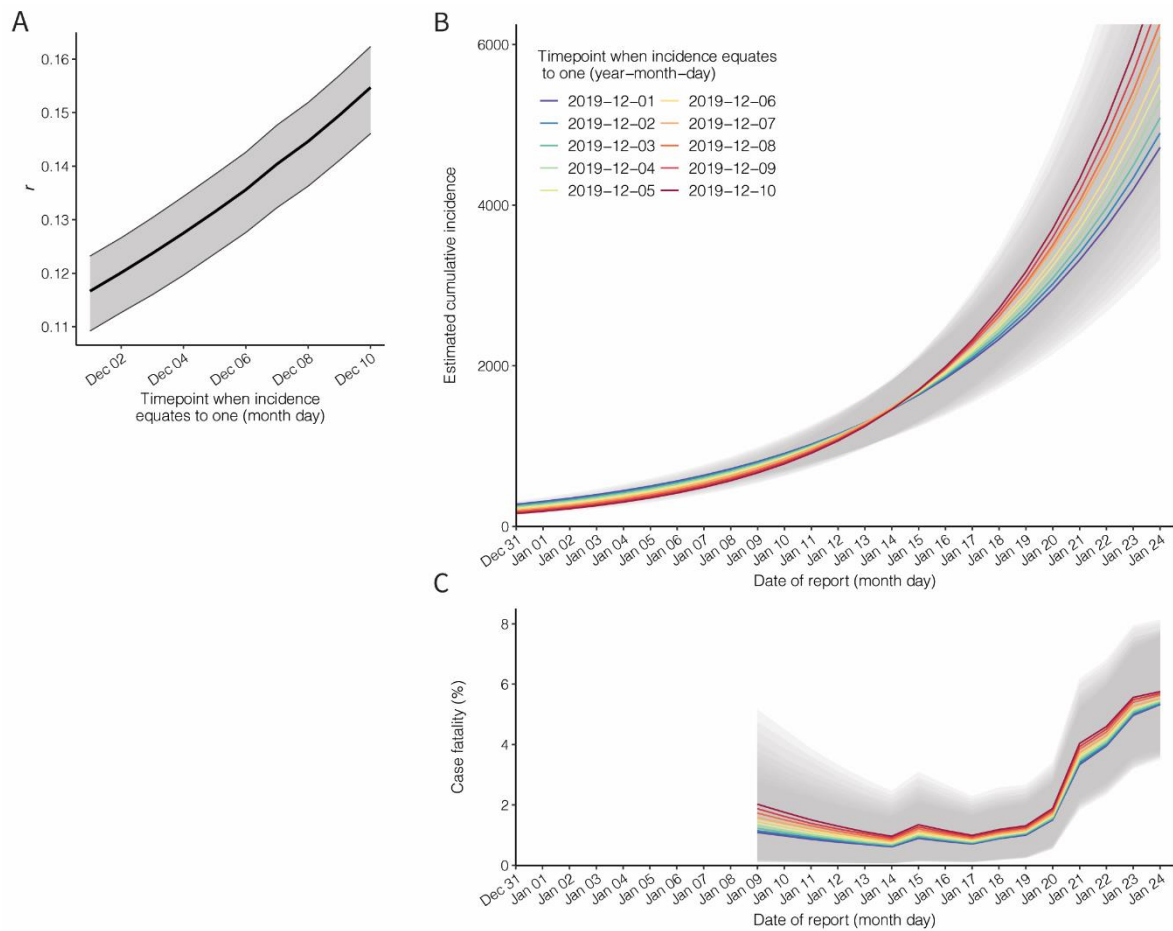 A
0.16
0.15
0.14
0.13
0.12
0.11
r
Dec 02
Dec 04
Dec 06
Dec 08
Dec 10
Timepoint when incidence
equates to one (month day)
B
6000
4000
2000
0
Estimated cumulative incidence
Timepoint when incidence equates
to one (year−month−day)
2019−12−01
2019−12−02
2019−12−03
2019−12−04
2019−12−05
2019−12−06
2019−12−07
2019−12−08
2019−12−09
2019−12−10
Dec 31
Jan 01
Jan 02
Jan 03
Jan 04
Jan 05
Jan 06
Jan 07
Jan 08
Jan 09
Jan 10
Jan 11
Jan 12
Jan 13
Jan 14
Jan 15
Jan 16
Jan 17
Jan 18
Jan 19
Jan 20
Jan 21
Jan 22
Jan 23
Jan 24
Date of report (month day)
C
8
6
4
2
0
Case fatality (%)
Dec 31
Jan 01
Jan 02
Jan 03
Jan 04
Jan 05
Jan 06
Jan 07
Jan 08
Jan 09
Jan 10
Jan 11
Jan 12
Jan 13
Jan 14
Jan 15
Jan 16
Jan 17
Jan 18
Jan 19
Jan 20
Jan 21
Jan 22
Jan 23
Jan 24
Date of report (month day)